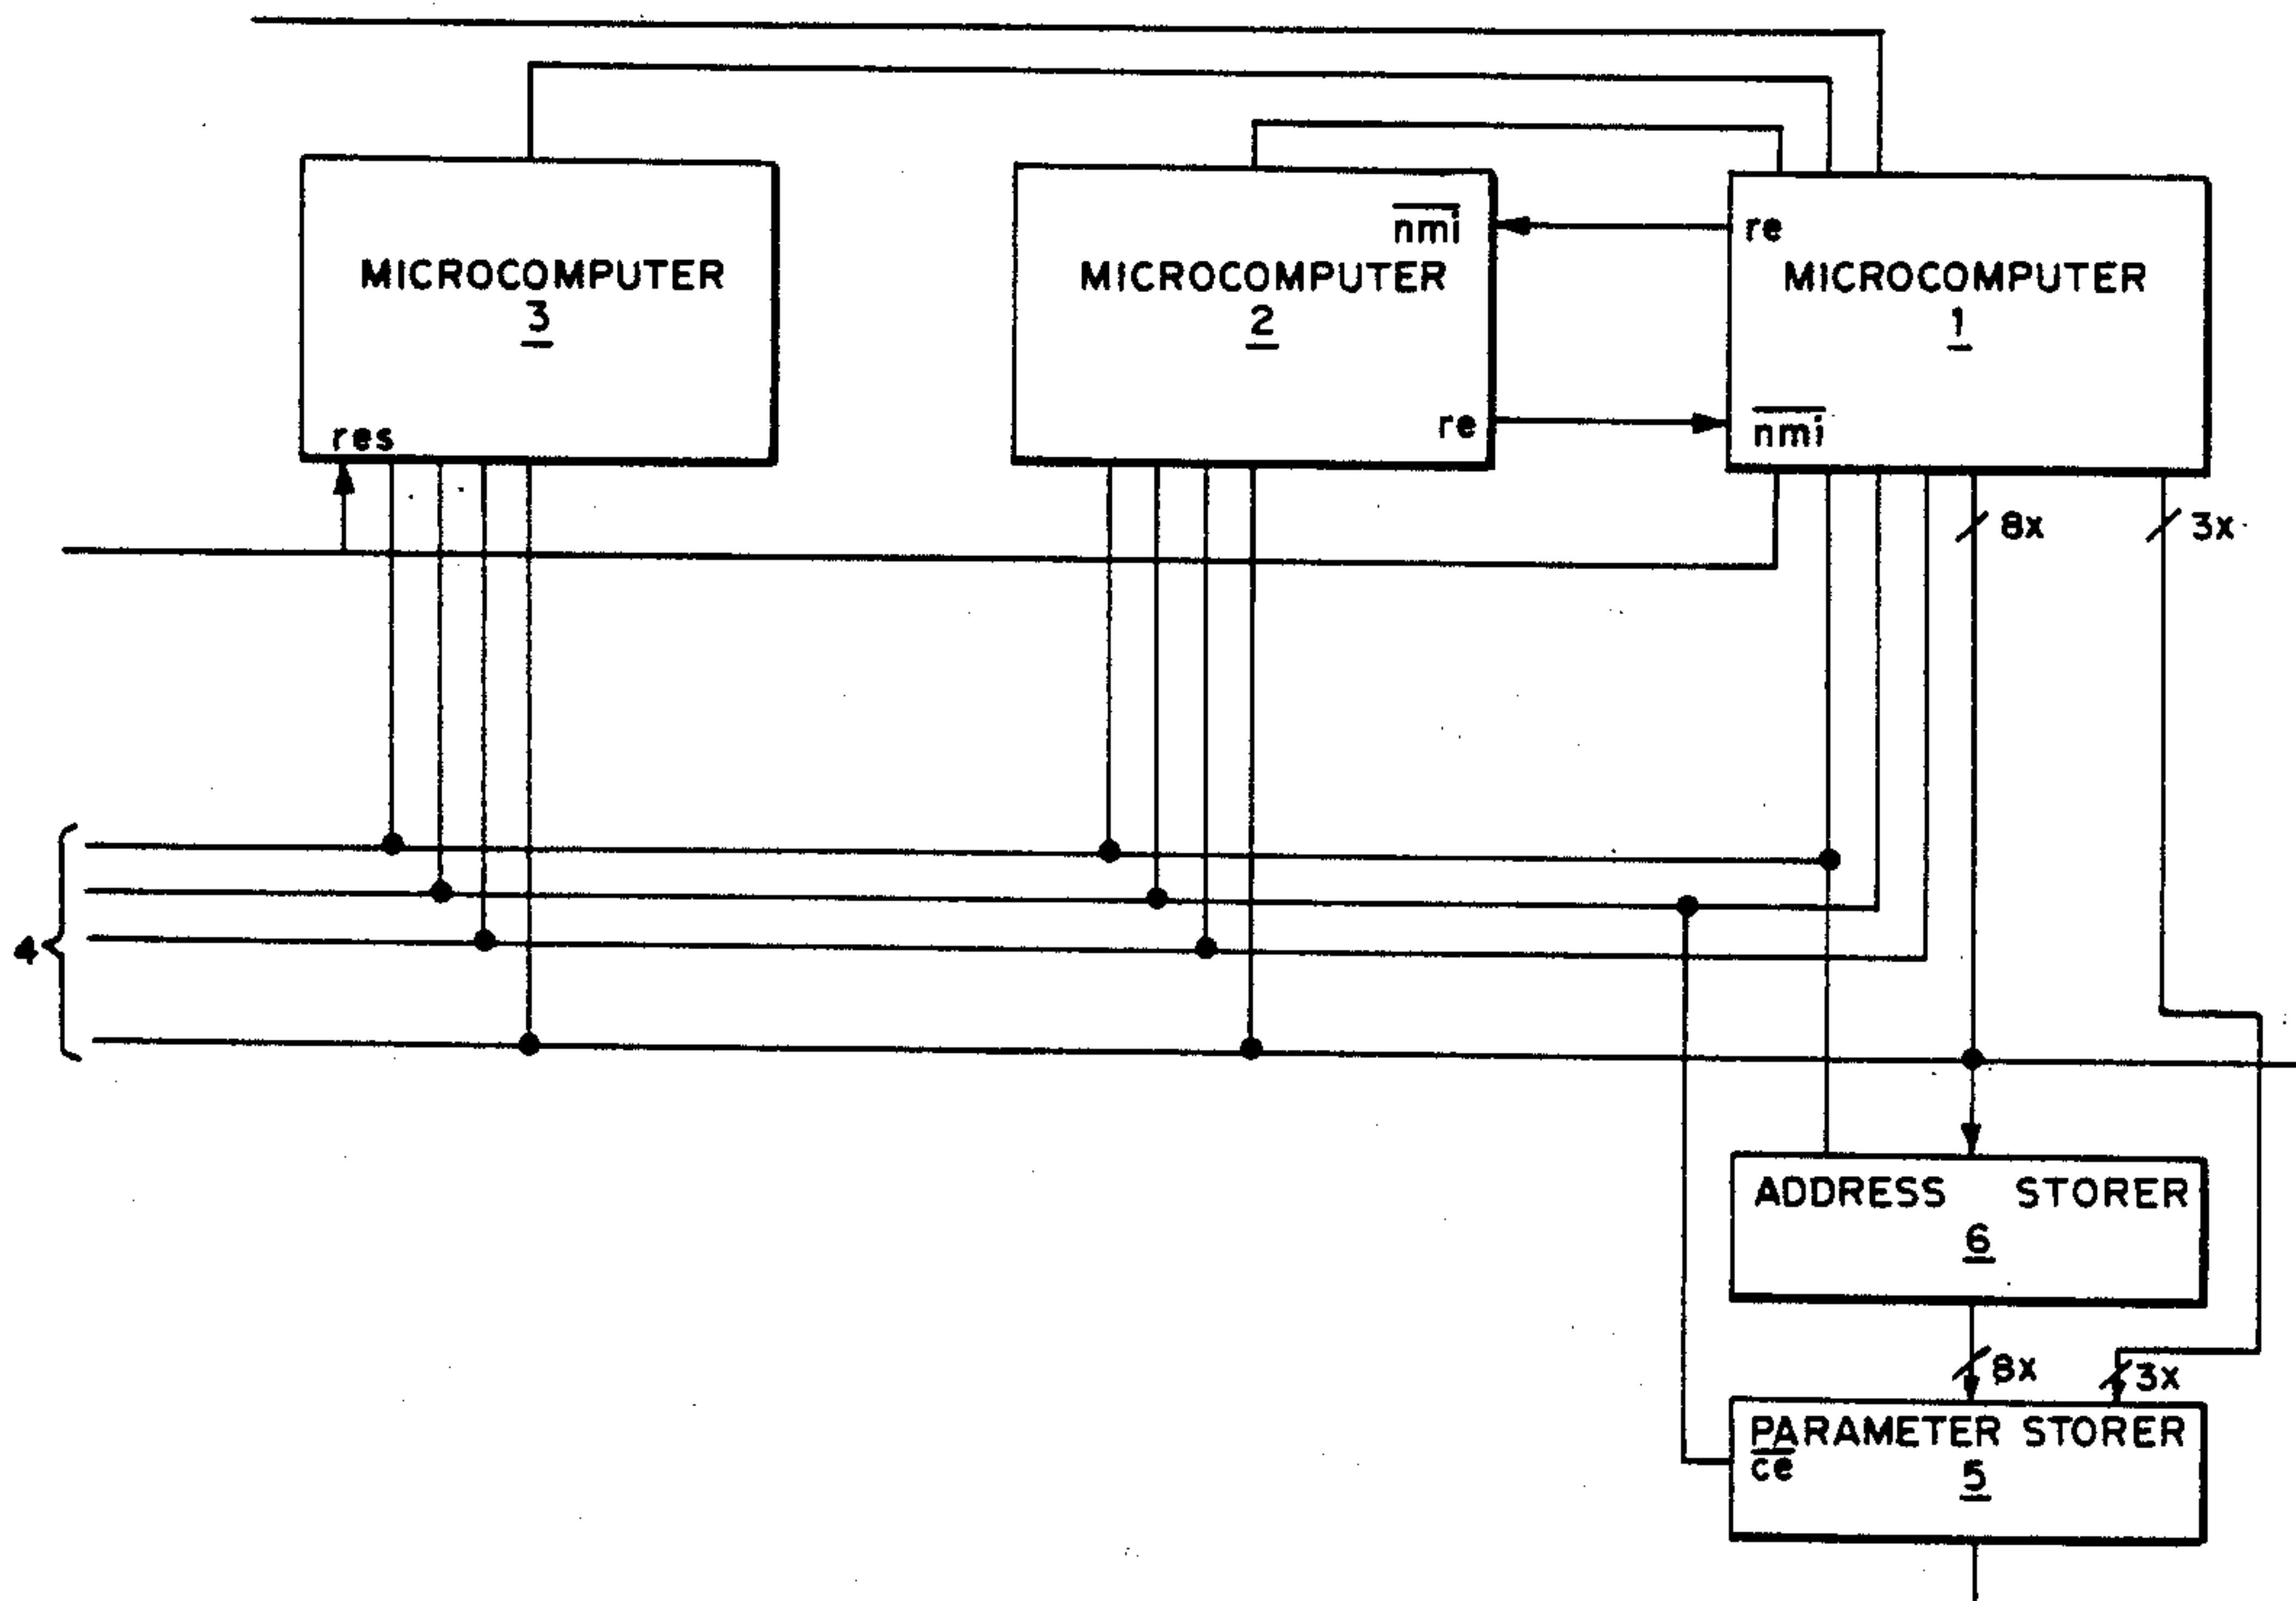 nmi
re
MICROCOMPUTER
3
MICROCOMPUTER
2
MICROCOMPUTER
1
res
re
nmi
8x
3x
4
ADDRESS STORER
6
8x
3x
PARAMETER STORER
ce
5